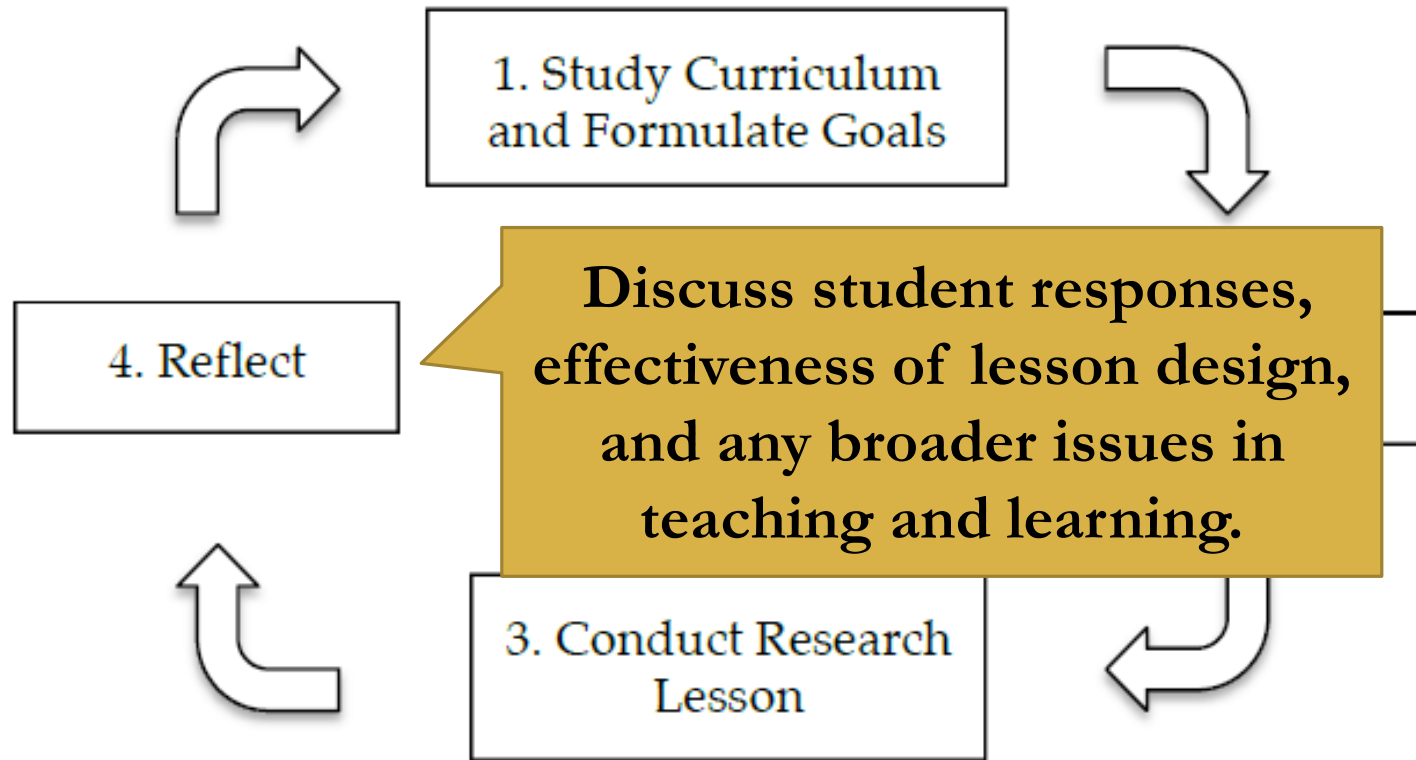 1. Study Curriculum
and Formulate Goals
Discuss student responses,
effectiveness of lesson design,
and any broader issues in
teaching and learning.
4. Reflect
3. Conduct Research
Lesson